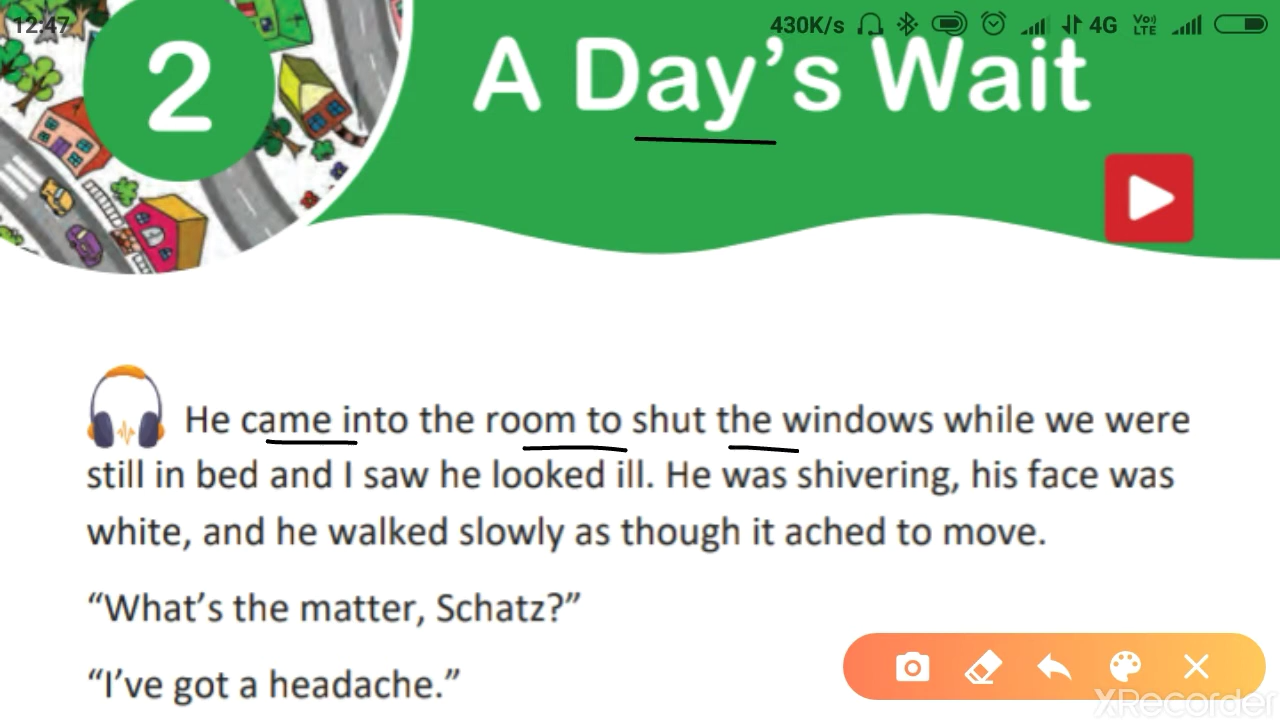 12:47 430K/s 4G Vo) LTE
2
A Day's Wait
He came into the room to shut the windows while we were
still in bed and I saw he looked ill. He was shivering, his face was
white, and he walked slowly as though it ached to move.
“What's the matter, Schatz?”
“I've got a headache.”
XRecorder